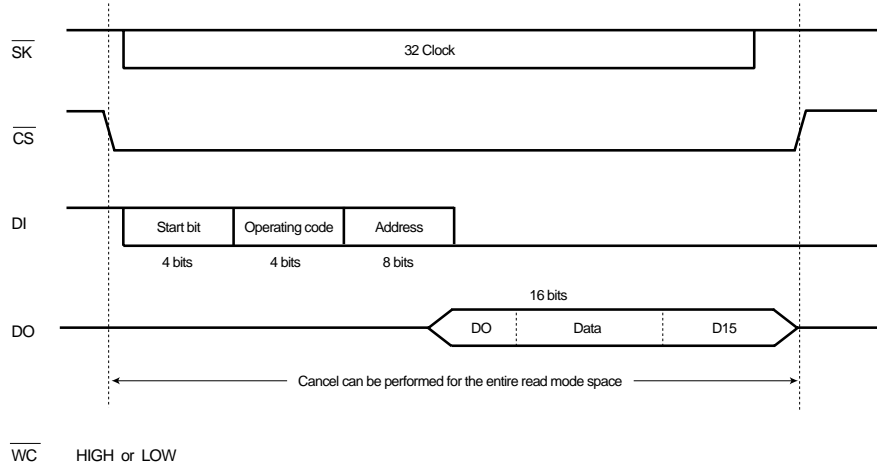 SK
32 Clock
CS
DI
Start bit
Operating code
Address
4 bits
4 bits
8 bits
16 bits
DO
DO
Data
D15
Cancel can be performed for the entire read mode space
WC HIGH or LOW